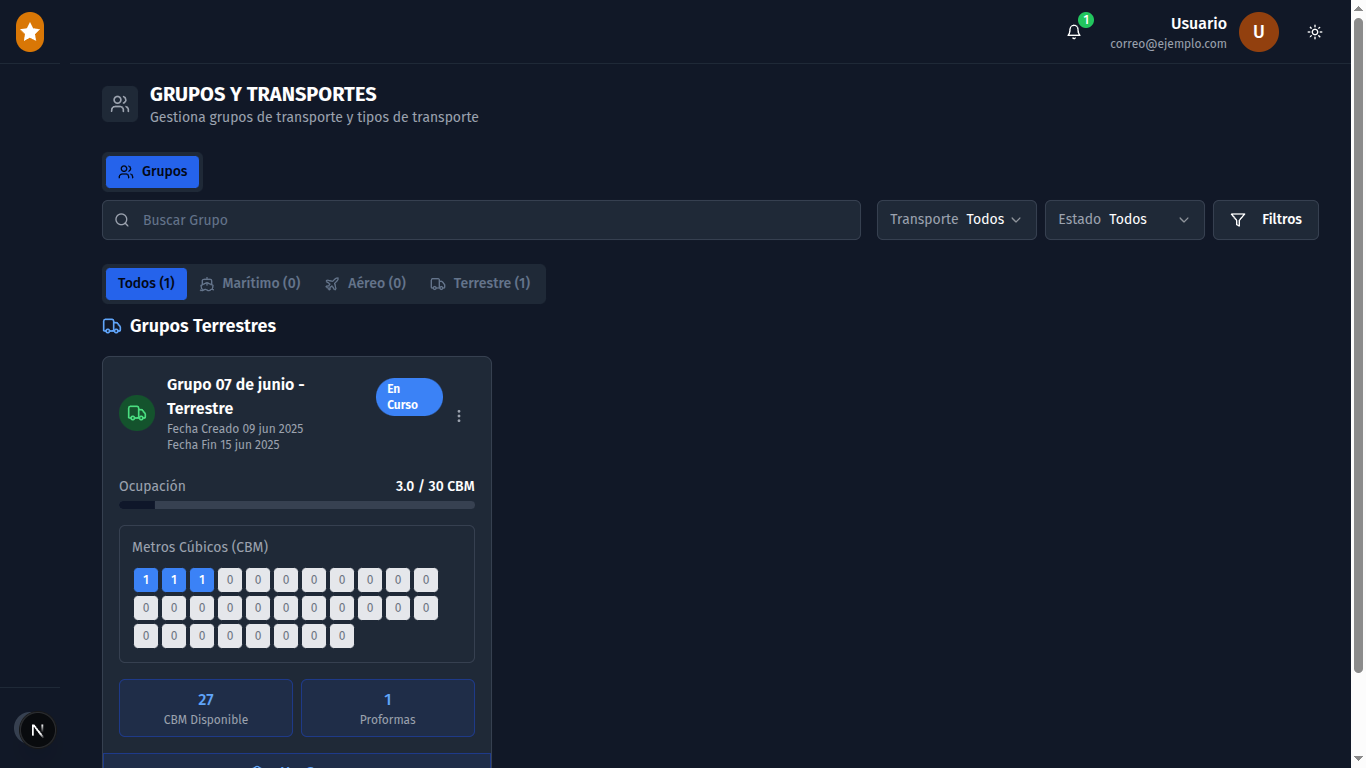 1
Usuario
correo@ejemplo.com
U
GRUPOS Y TRANSPORTES
Gestiona grupos de transporte y tipos de transporte
Grupos
Buscar Grupo
Transporte Todos
Estado Todos
Filtros
Todos (1)
Marítimo (0)
Aéreo (0)
Terrestre (1)
Grupos Terrestres
Grupo 07 de junio -
Terrestre
En
Curso
Fecha Creado 09 jun 2025
Fecha Fin 15 jun 2025
Ocupación 3.0 / 30 CBM
Metros Cúbicos (CBM)
1 1 1 0 0 0 0 0 0 0 0
0 0 0 0 0 0 0 0 0 0 0
0 0 0 0 0 0 0 0
27
CBM Disponible
1
Proformas
N